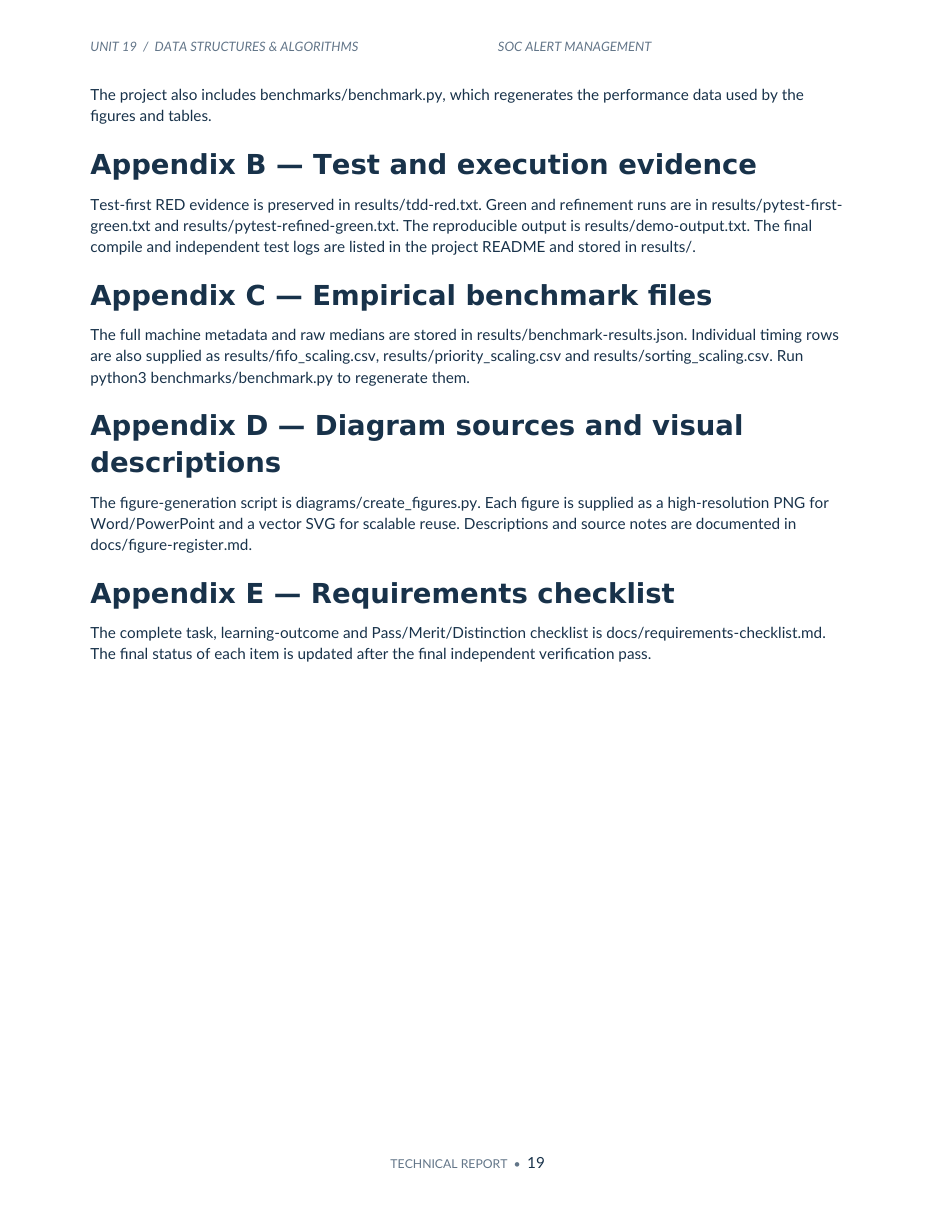 UNIT 19 / DATA STRUCTURES & ALGORITHMS SOC ALERT MANAGEMENT
The project also includes benchmarks/benchmark.py, which regenerates the performance data used by the
figures and tables.
Appendix B — Test and execution evidence
Test-first RED evidence is preserved in results/tdd-red.txt. Green and refinement runs are in results/pytest-first-
green.txt and results/pytest-refined-green.txt. The reproducible output is results/demo-output.txt. The final
compile and independent test logs are listed in the project README and stored in results/.
Appendix C — Empirical benchmark files
The full machine metadata and raw medians are stored in results/benchmark-results.json. Individual timing rows
are also supplied as results/fifo_scaling.csv, results/priority_scaling.csv and results/sorting_scaling.csv. Run
python3 benchmarks/benchmark.py to regenerate them.
Appendix D — Diagram sources and visual
descriptions
The figure-generation script is diagrams/create_figures.py. Each figure is supplied as a high-resolution PNG for
Word/PowerPoint and a vector SVG for scalable reuse. Descriptions and source notes are documented in
docs/figure-register.md.
Appendix E — Requirements checklist
The complete task, learning-outcome and Pass/Merit/Distinction checklist is docs/requirements-checklist.md.
The final status of each item is updated after the final independent verification pass.
TECHNICAL REPORT • 19